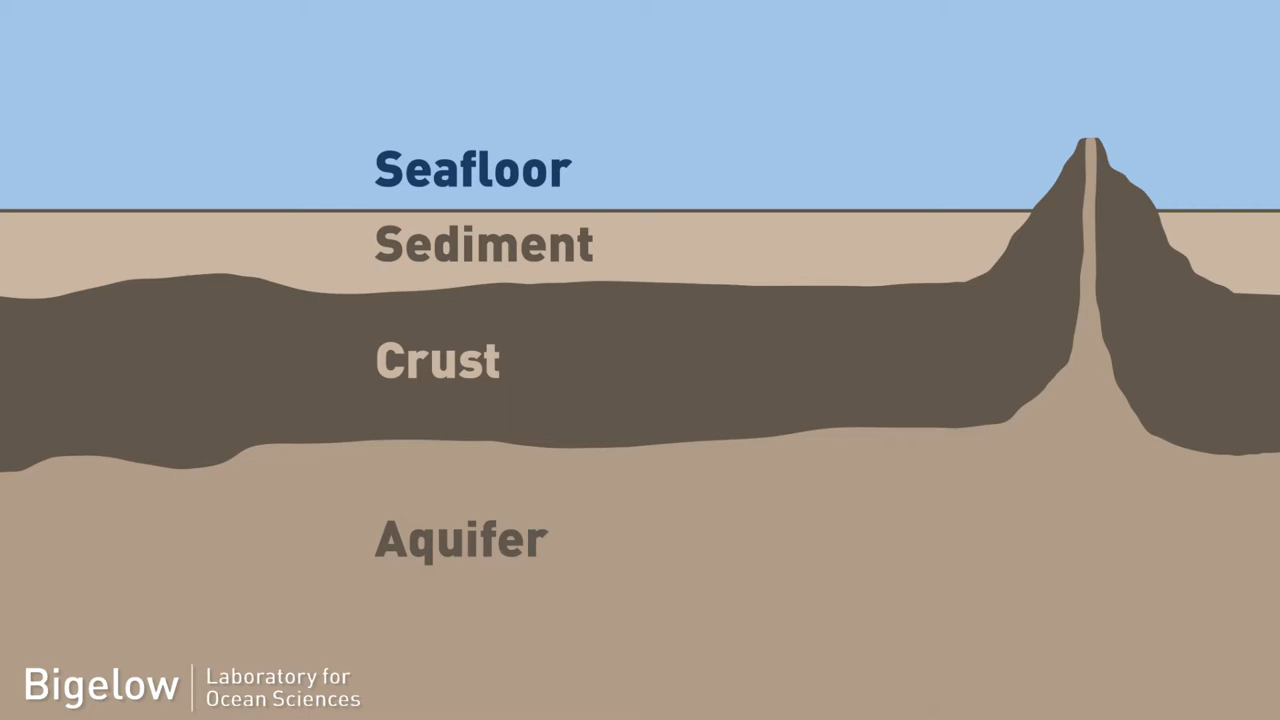 Seafloor
Sediment
Crust
Aquifer
Bigelow
Laboratory for
Ocean Sciences